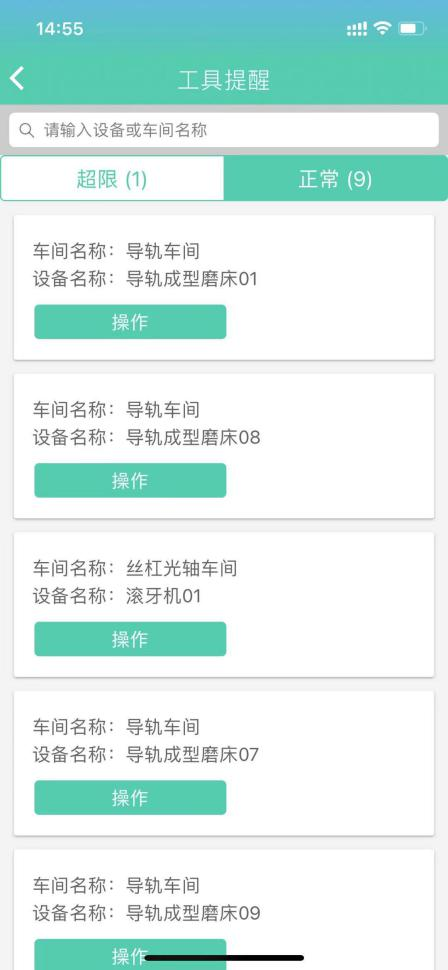 14:55
工具提醒
请输入设备或车间名称
超限 (1)
正常 (9)
车间名称：导轨车间
设备名称：导轨成型磨床01
操作
车间名称：导轨车间
设备名称：导轨成型磨床08
操作
车间名称：丝杠光轴车间
设备名称：滚牙机01
操作
车间名称：导轨车间
设备名称：导轨成型磨床07
操作
车间名称：导轨车间
设备名称：导轨成型磨床09
操作